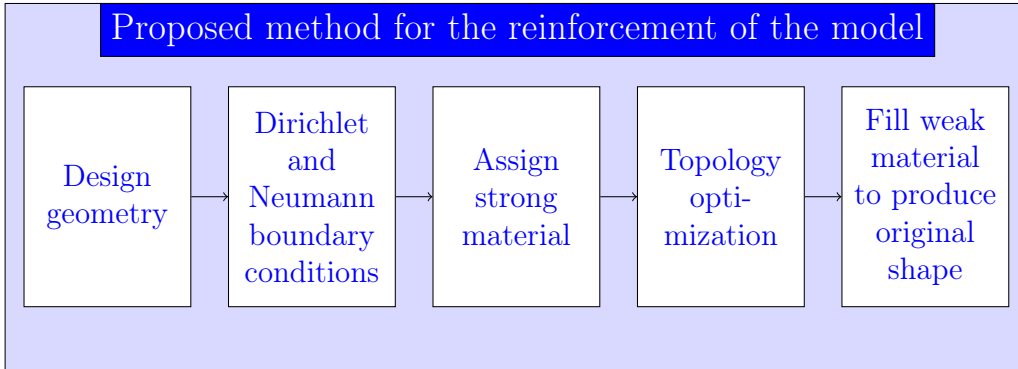 Proposed method for the reinforcement of the model
Design
geometry
Dirichlet
and
Neumann
boundary
conditions
Assign
strong
material
Topology
opti-
mization
Fill weak
material
to produce
original
shape